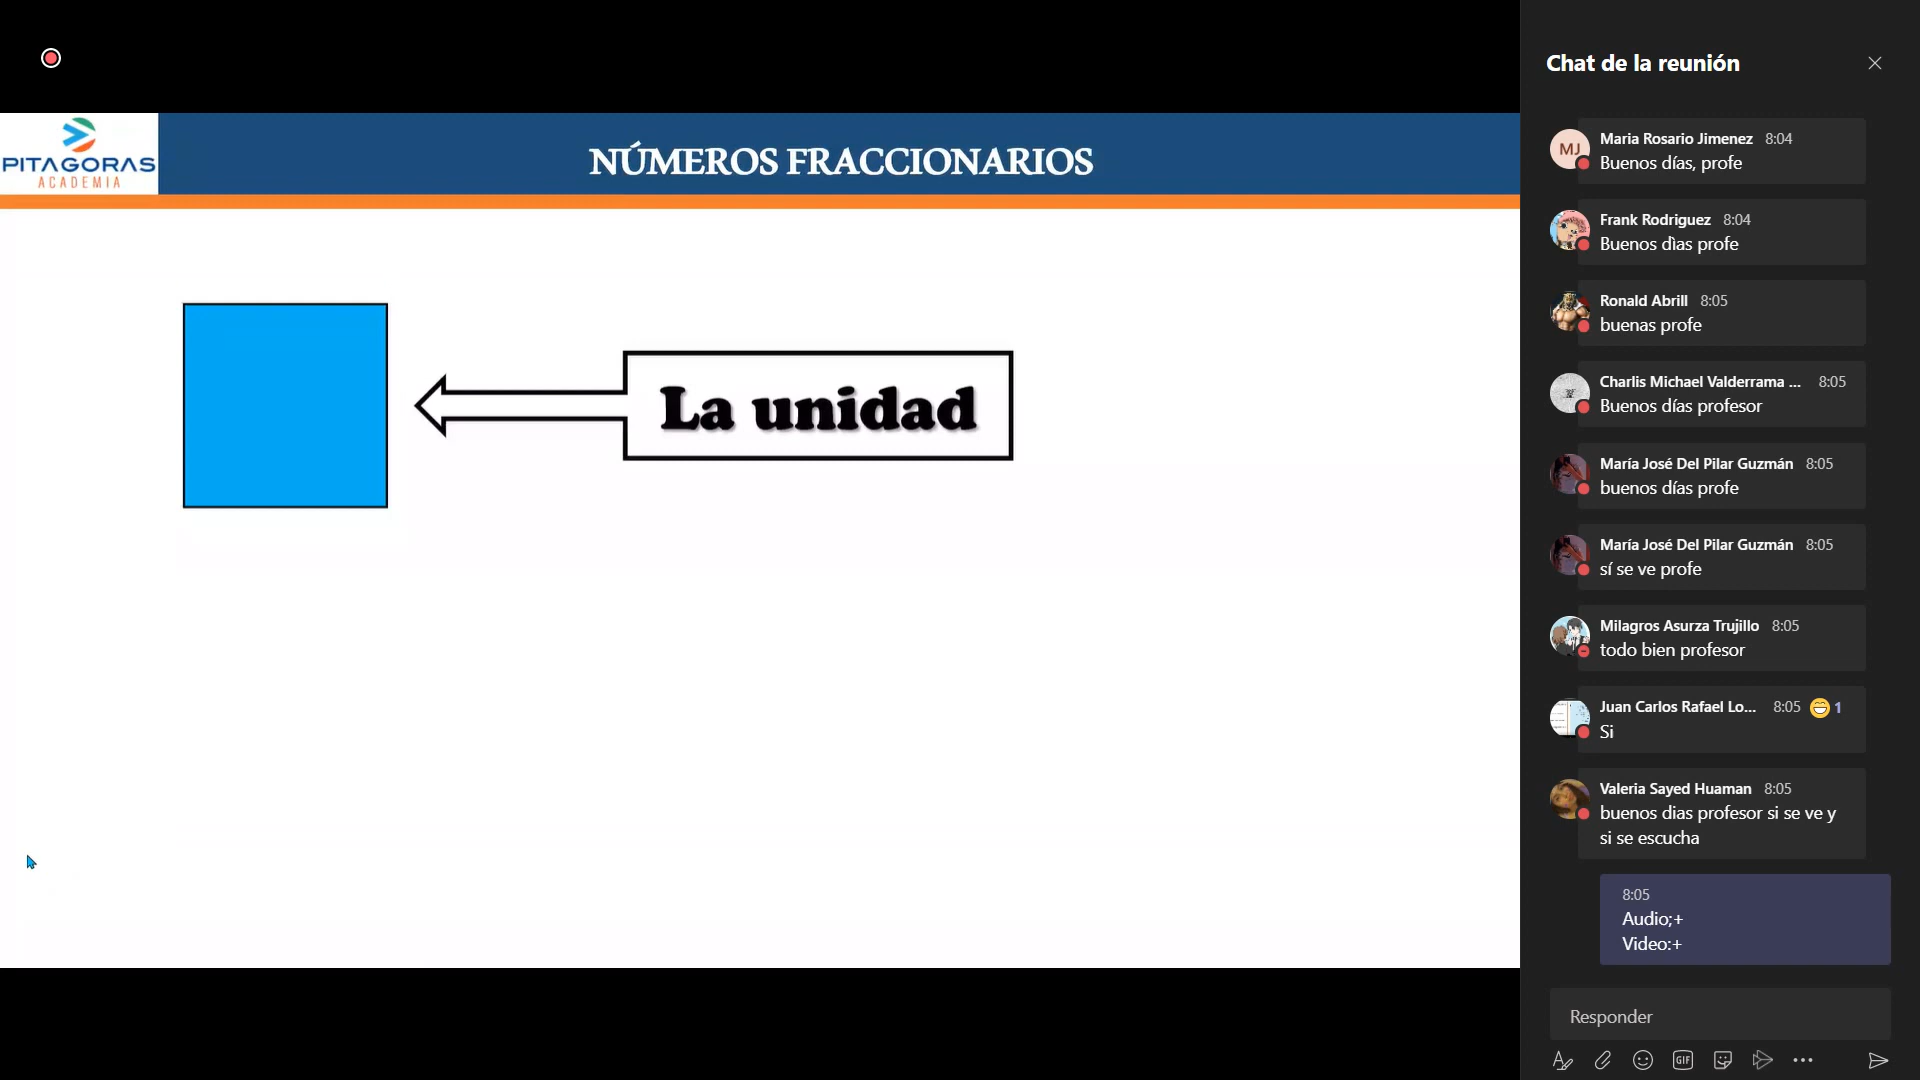 PITAGORAS
ACADEMIA
NÚMEROS FRACCIONARIOS
La unidad
Chat de la reunión
MJ
Maria Rosario Jimenez 8:04
Buenos días, profe
Frank Rodriguez 8:04
Buenos dìas profe
Ronald Abrill 8:05
buenas profe
Charlis Michael Valderrama ... 8:05
Buenos días profesor
María José Del Pilar Guzmán 8:05
buenos días profe
María José Del Pilar Guzmán 8:05
sí se ve profe
Milagros Asurza Trujillo 8:05
todo bien profesor
Juan Carlos Rafael Lo... 8:05 1
Si
Valeria Sayed Huaman 8:05
buenos dias profesor si se ve y
si se escucha
8:05
Audio;+
Video:+
Responder
GIF